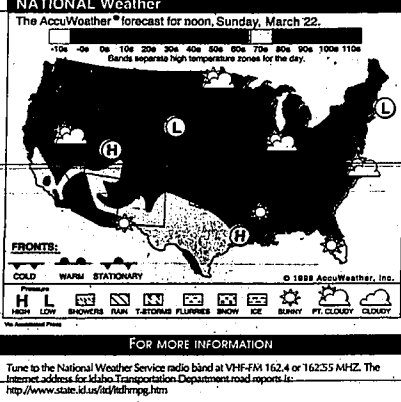 NATIONAL Weather
The AccuWeather® forecast for noon, Sunday, March 22.
-10s -0s 0s 10s 20s 30s 40s 50s 60s 70s 80s 90s 100s 110s
Bands separate high temperature zones for the day.
L
L
H
H
FRONTS:
COLD WARM STATIONARY
© 1998 AccuWeather, Inc.
Pressure
H L
HIGH LOW SHOWERS RAIN T-STORMS FLURRIES SNOW ICE SUNNY PT. CLOUDY CLOUDY
Via Associated Press
FOR MORE INFORMATION
Tune to the National Weather Service radio band at VHF-FM 162.4 or 162.55 MHZ. The
Internet address for Idaho Transportation Department road reports is:
http://www.state.id.us/itd/itdhmpg.htm